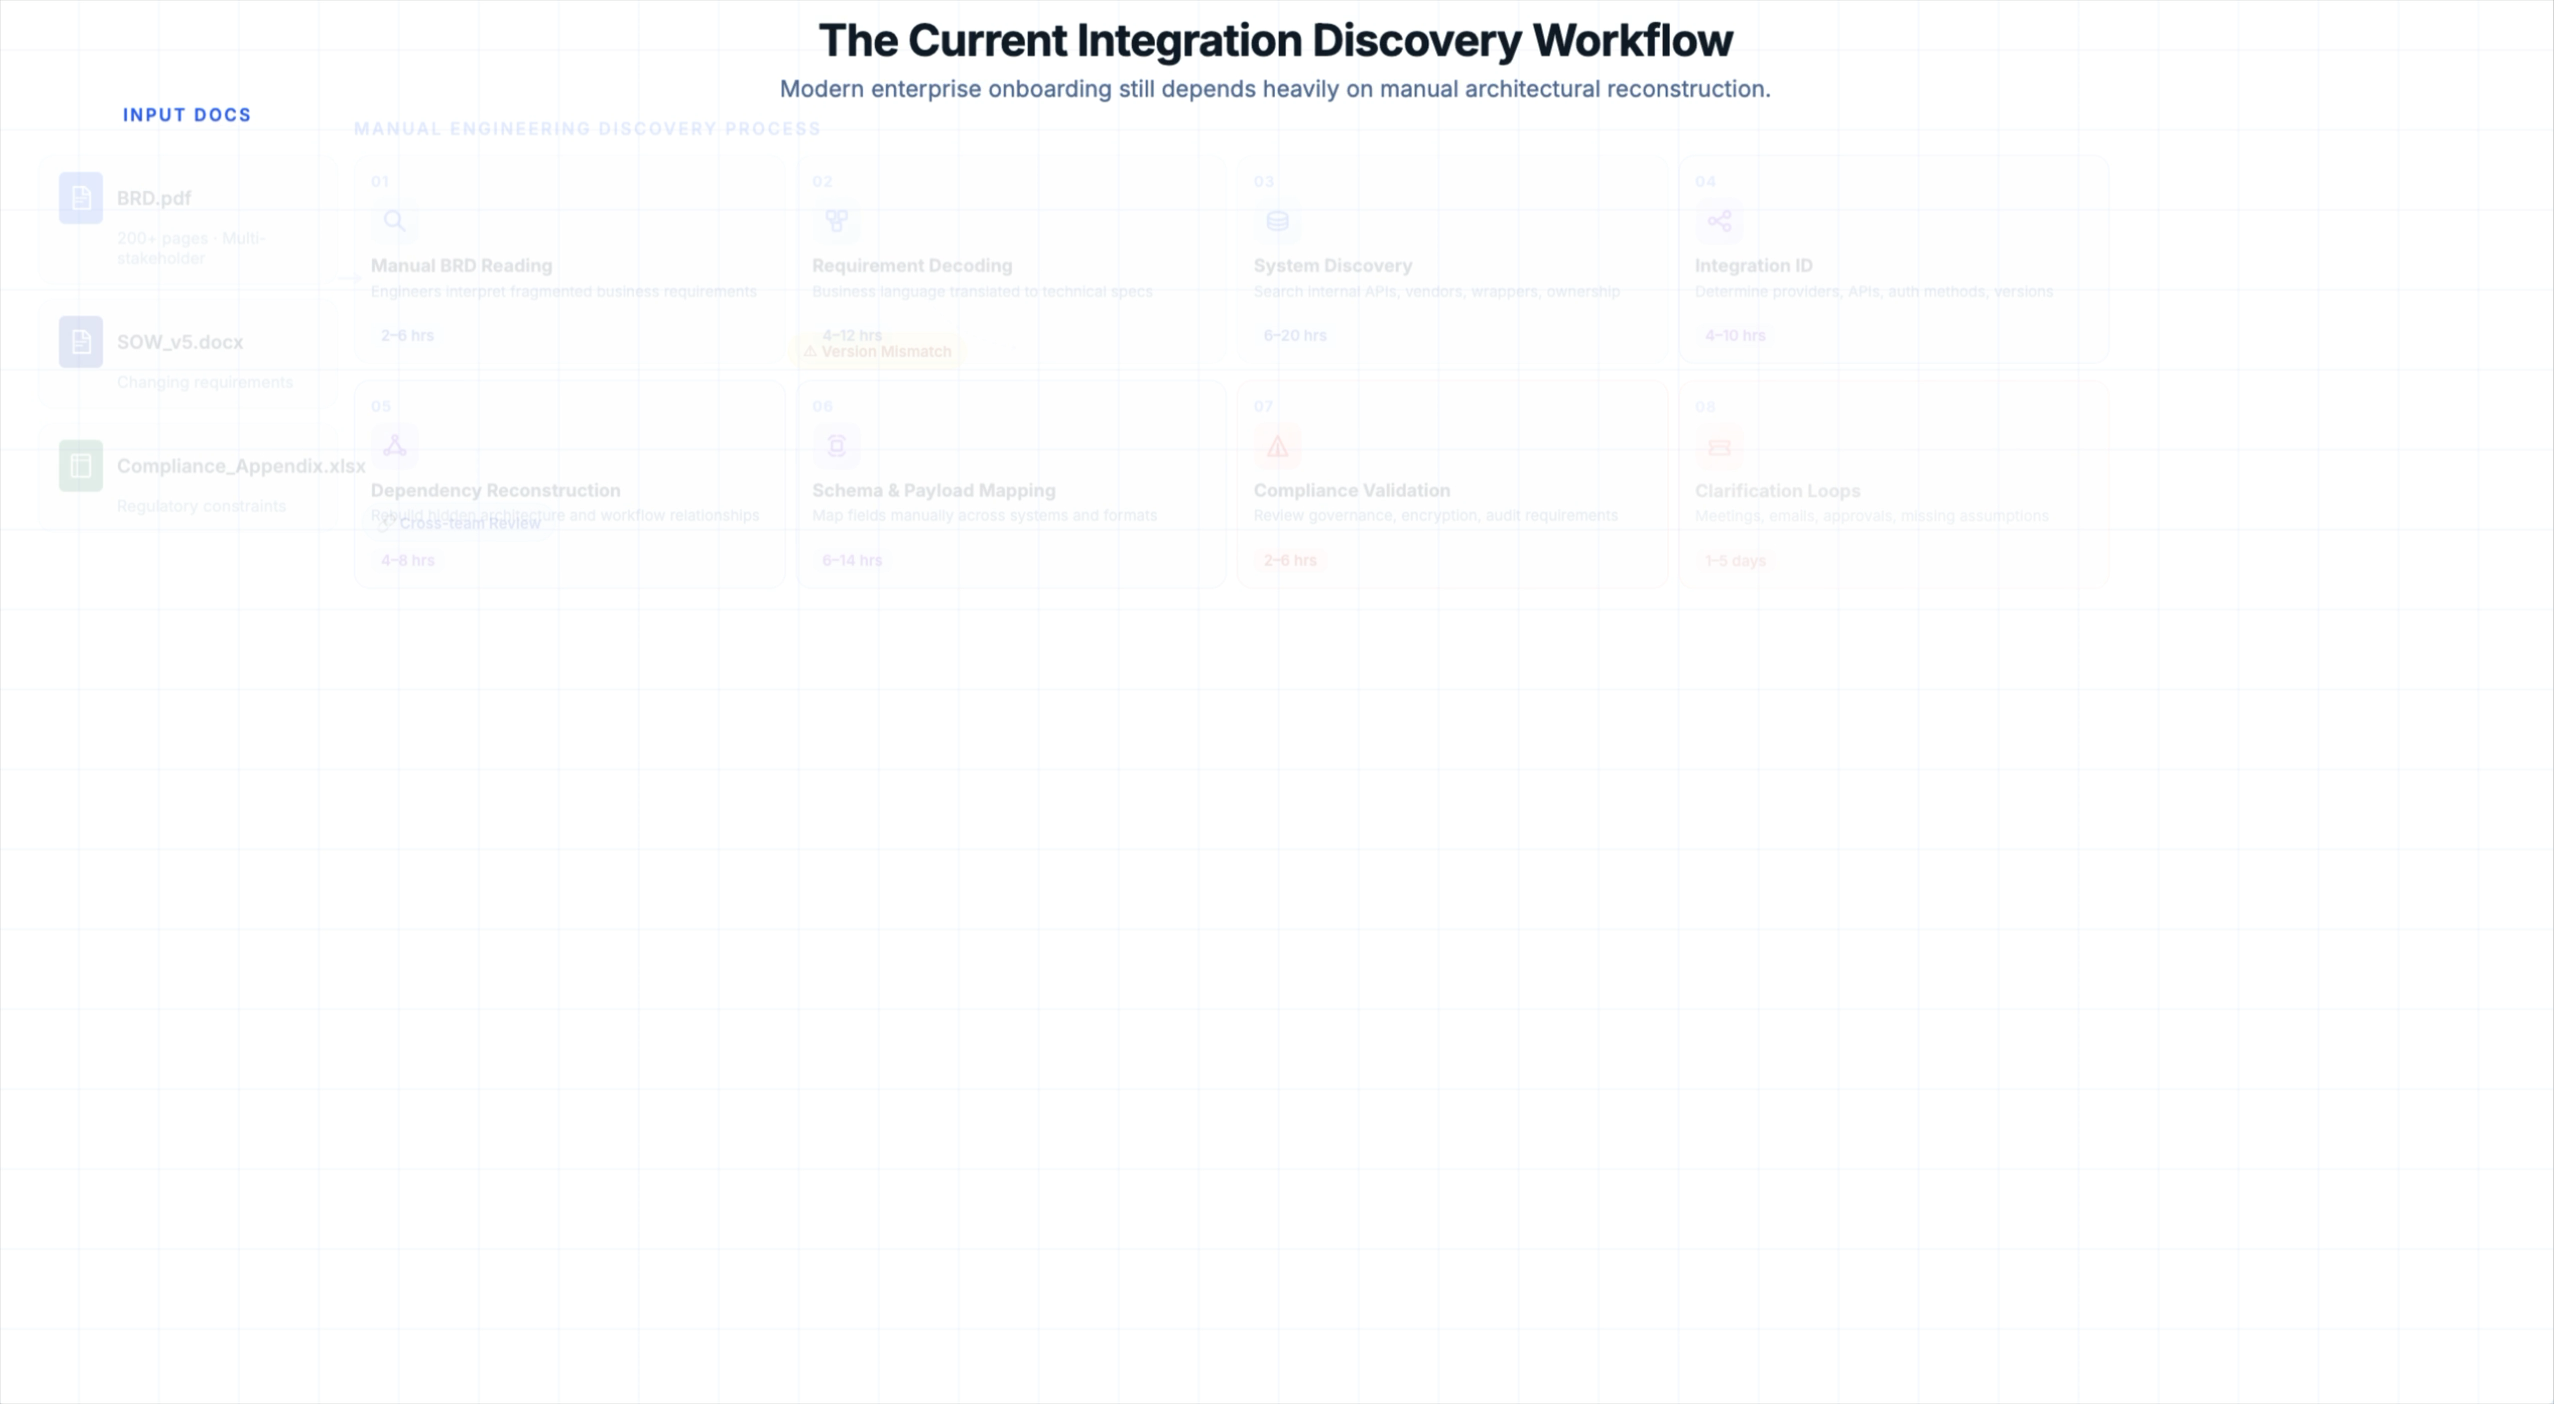 The Current Integration Discovery Workflow
Modern enterprise onboarding still depends heavily on manual architectural reconstruction.
INPUT DOCS
BRD.pdf
200+ pages · Multi-
stakeholder
SOW_v5.docx
Changing requirements
Compliance_Appendix.xlsx
Regulatory constraints
MANUAL ENGINEERING DISCOVERY PROCESS
01
Manual BRD Reading
Engineers interpret fragmented business requirements
2–6 hrs
02
Requirement Decoding
Business language translated to technical specs
4–12 hrs
⚠ Version Mismatch
03
System Discovery
Search internal APIs, vendors, wrappers, ownership
6–20 hrs
04
Integration ID
Determine providers, APIs, auth methods, versions
4–10 hrs
05
Dependency Reconstruction
Rebuild hidden architecture and workflow relationships
Cross-team Review
4–8 hrs
06
Schema & Payload Mapping
Map fields manually across systems and formats
6–14 hrs
07
Compliance Validation
Review governance, encryption, audit requirements
2–6 hrs
08
Clarification Loops
Meetings, emails, approvals, missing assumptions
1–5 days